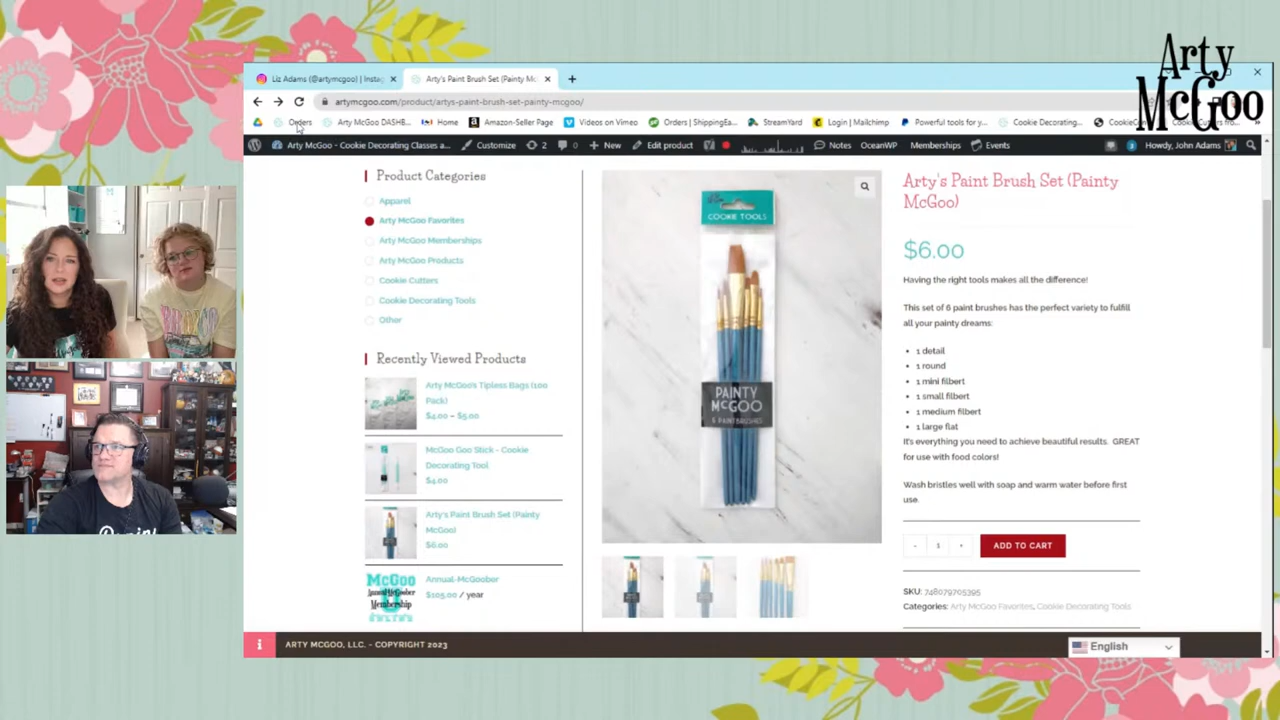 Arty
McGoo
Liz Adams (@artymcgoo) | Insta
Arty's Paint Brush Set (Painty Mc
artymcgoo.com/product/artys-paint-brush-set-painty-mcgoo/
Orders
Arty McGoo DASHB...
Home
Amazon-Seller Page
Videos on Vimeo
Orders | ShippingEa...
StreamYard
Login | Mailchimp
Powerful tools for y...
Cookie Decorating...
Arty McGoo - Cookie Decorating Classes a...
Customize
2
0
New
Edit product
Notes
OceanWP
Memberships
Events
2
Howdy, John Adams
Product Categories
Apparel
Arty McGoo Favorites
Arty McGoo Memberships
Arty McGoo Products
Cookie Cutters
Cookie Decorating Tools
Other
Recently Viewed Products
Arty McGoo's Tipless Bags (100
Pack)
$4.00 – $5.00
McGoo Goo Stick - Cookie
Decorating Tool
$4.00
Arty's Paint Brush Set (Painty
McGoo)
$6.00
McGoo
Annual-McGoober
Membership
Annual-McGoober
$105.00 / year
COOKIE TOOLS
PAINTY
McGOO
6 PAINTBRUSHES
Arty's Paint Brush Set (Painty
McGoo)
$6.00
Having the right tools makes all the difference!
This set of 6 paint brushes has the perfect variety to fulfill
all your painty dreams:
• 1 detail
• 1 round
• 1 mini filbert
• 1 small filbert
• 1 medium filbert
• 1 large flat
It's everything you need to achieve beautiful results. GREAT
for use with food colors!
Wash bristles well with soap and warm water before first
use.
- 1 +
ADD TO CART
SKU: 748079705395
Categories: Arty McGoo Favorites, Cookie Decorating Tools
i
ARTY MCGOO, LLC. - COPYRIGHT 2023
English